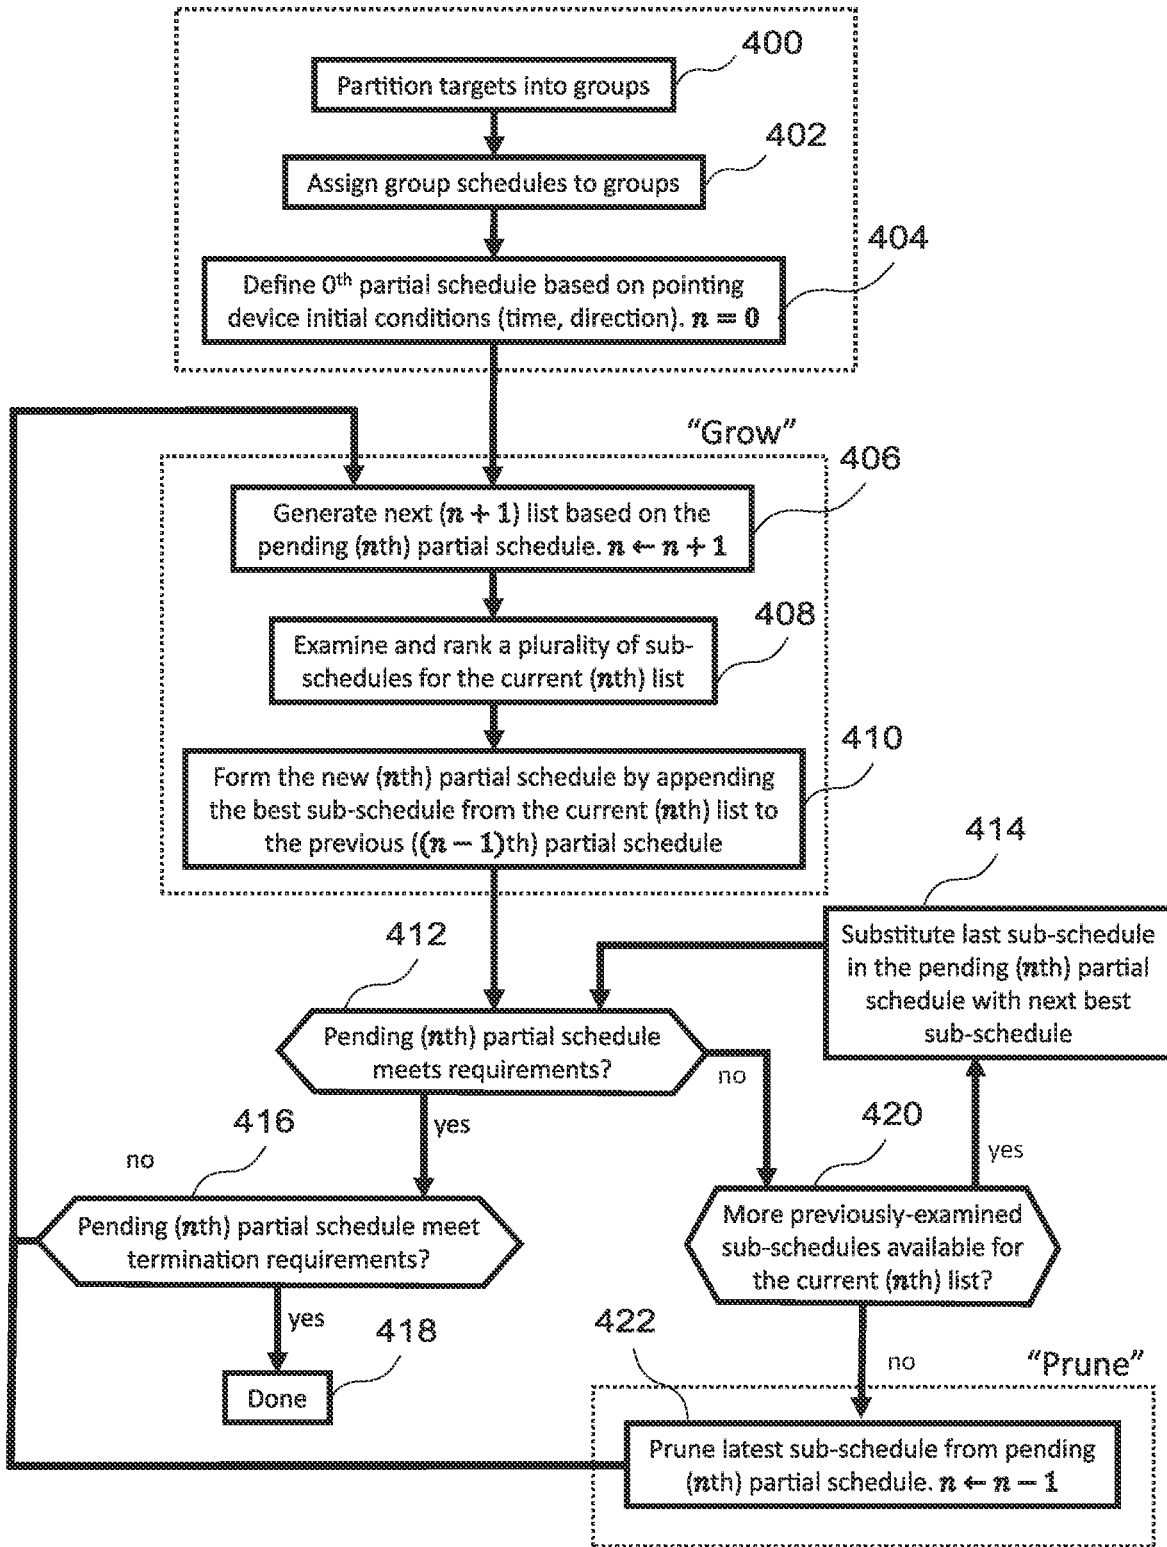 400
Partition targets into groups
402
Assign group schedules to groups
404
Define 0th partial schedule based on pointing
device initial conditions (time, direction). n = 0
"Grow"
406
Generate next (n + 1) list based on the
pending (nth) partial schedule. n ← n + 1
408
Examine and rank a plurality of sub-
schedules for the current (nth) list
410
Form the new (nth) partial schedule by appending
the best sub-schedule from the current (nth) list to
the previous ((n − 1)th) partial schedule
414
Substitute last sub-schedule
in the pending (nth) partial
schedule with next best
sub-schedule
412
Pending (nth) partial schedule
meets requirements?
no
yes
416
no
Pending (nth) partial schedule meet
termination requirements?
yes
418
Done
420
yes
More previously-examined
sub-schedules available for
the current (nth) list?
no
422
"Prune"
Prune latest sub-schedule from pending
(nth) partial schedule. n ← n − 1